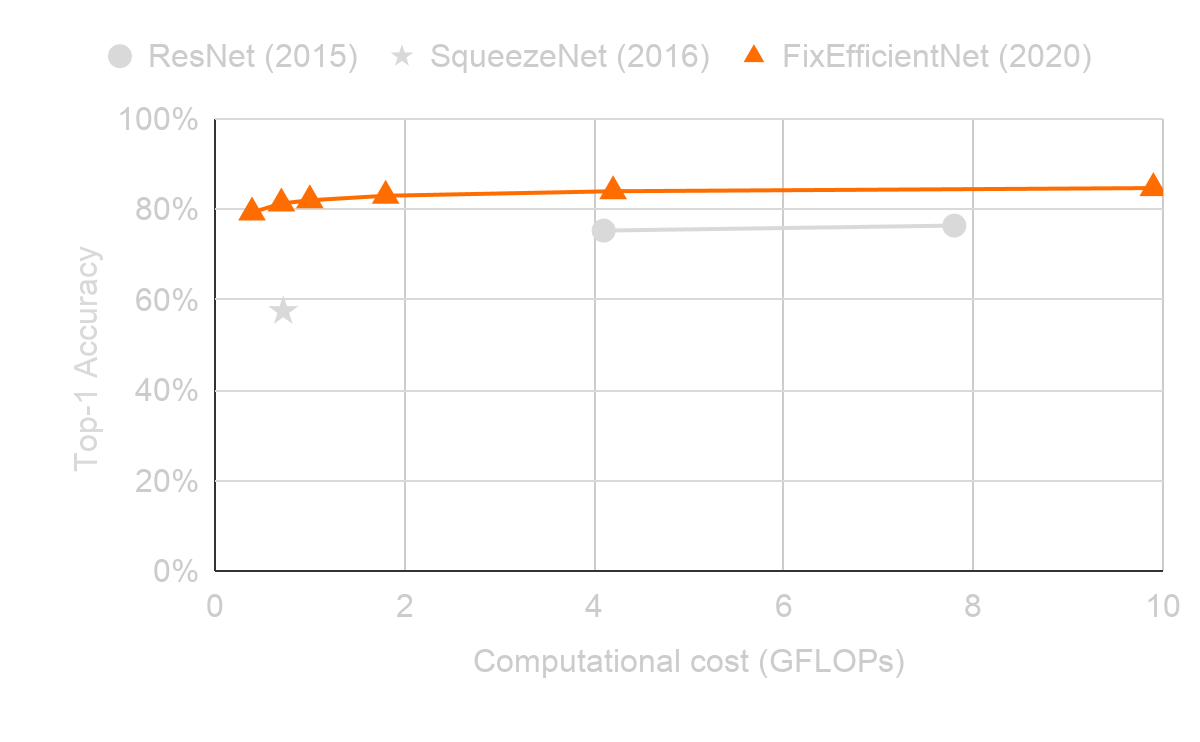 ResNet (2015) SqueezeNet (2016) FixEfficientNet (2020)
100%
80%
60%
40%
20%
0%
Top-1 Accuracy
0 2 4 6 8 10
Computational cost (GFLOPs)